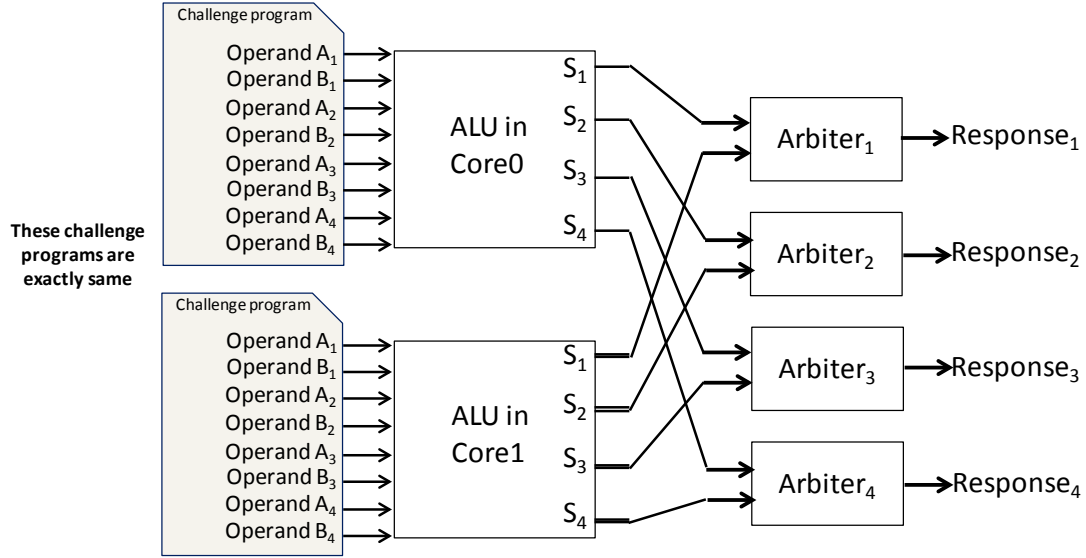 Challenge program
Operand A₁
Operand B₁
Operand A₂
Operand B₂
Operand A₃
Operand B₃
Operand A₄
Operand B₄
ALU in
Core0
S₁
S₂
S₃
S₄
These challenge
programs are
exactly same
Challenge program
Operand A₁
Operand B₁
Operand A₂
Operand B₂
Operand A₃
Operand B₃
Operand A₄
Operand B₄
ALU in
Core1
S₁
S₂
S₃
S₄
Arbiter₁
Response₁
Arbiter₂
Response₂
Arbiter₃
Response₃
Arbiter₄
Response₄